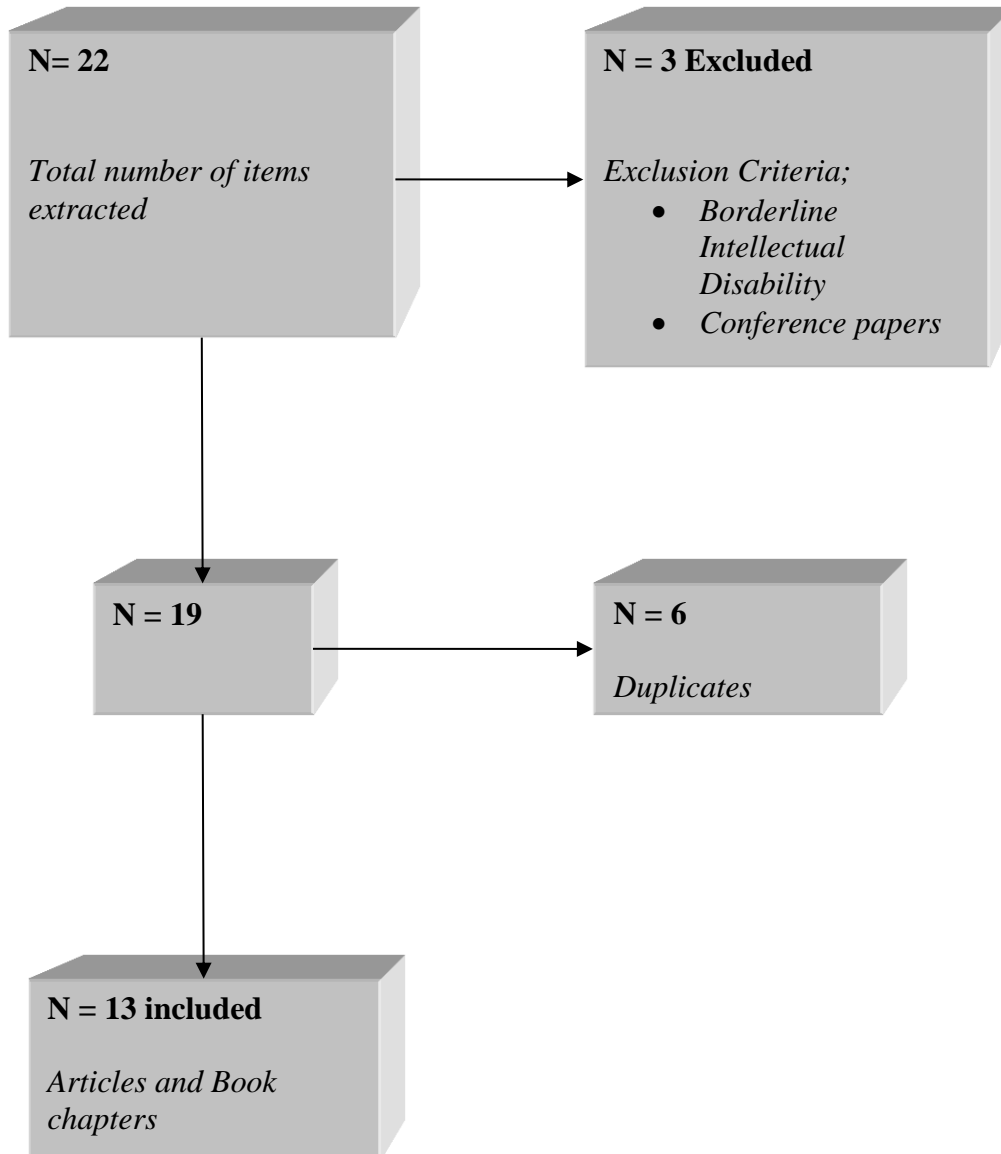 N= 22
Total number of items
extracted
N = 3 Excluded
Exclusion Criteria;
• Borderline
Intellectual
Disability
• Conference papers
N = 19
N = 6
Duplicates
N = 13 included
Articles and Book
chapters